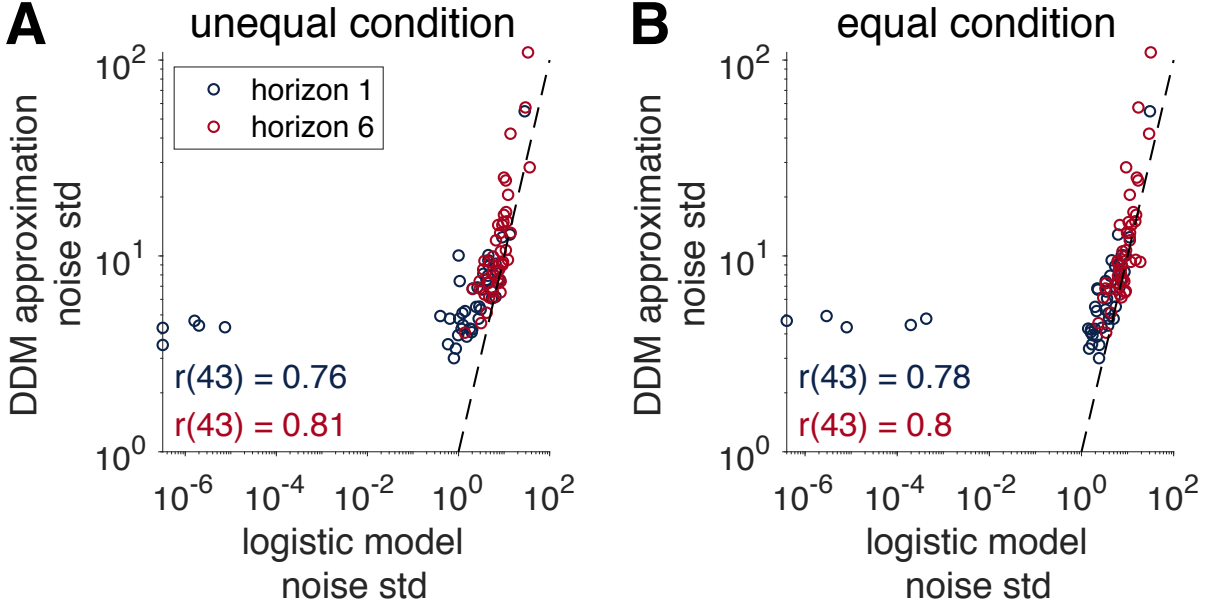 A
unequal condition
DDM approximation
noise std
10^2
10^1
10^0
horizon 1
horizon 6
r(43) = 0.76
r(43) = 0.81
10^-6 10^-4 10^-2 10^0 10^2
logistic model
noise std
B
equal condition
DDM approximation
noise std
10^2
10^1
10^0
r(43) = 0.78
r(43) = 0.8
10^-6 10^-4 10^-2 10^0 10^2
logistic model
noise std